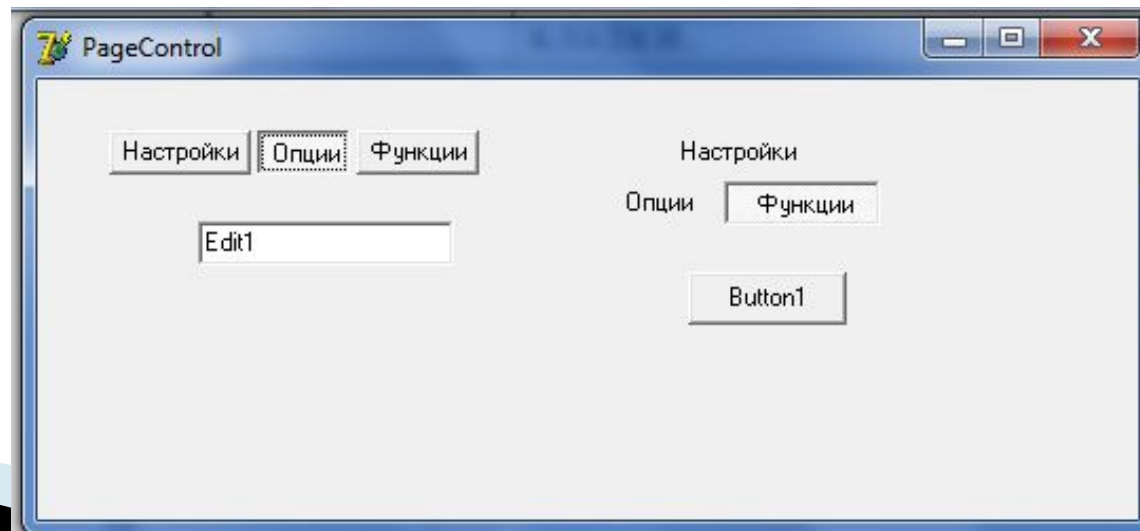 PageControl
Настройки Опции Функции
Edit1
Настройки
Опции Функции
Button1